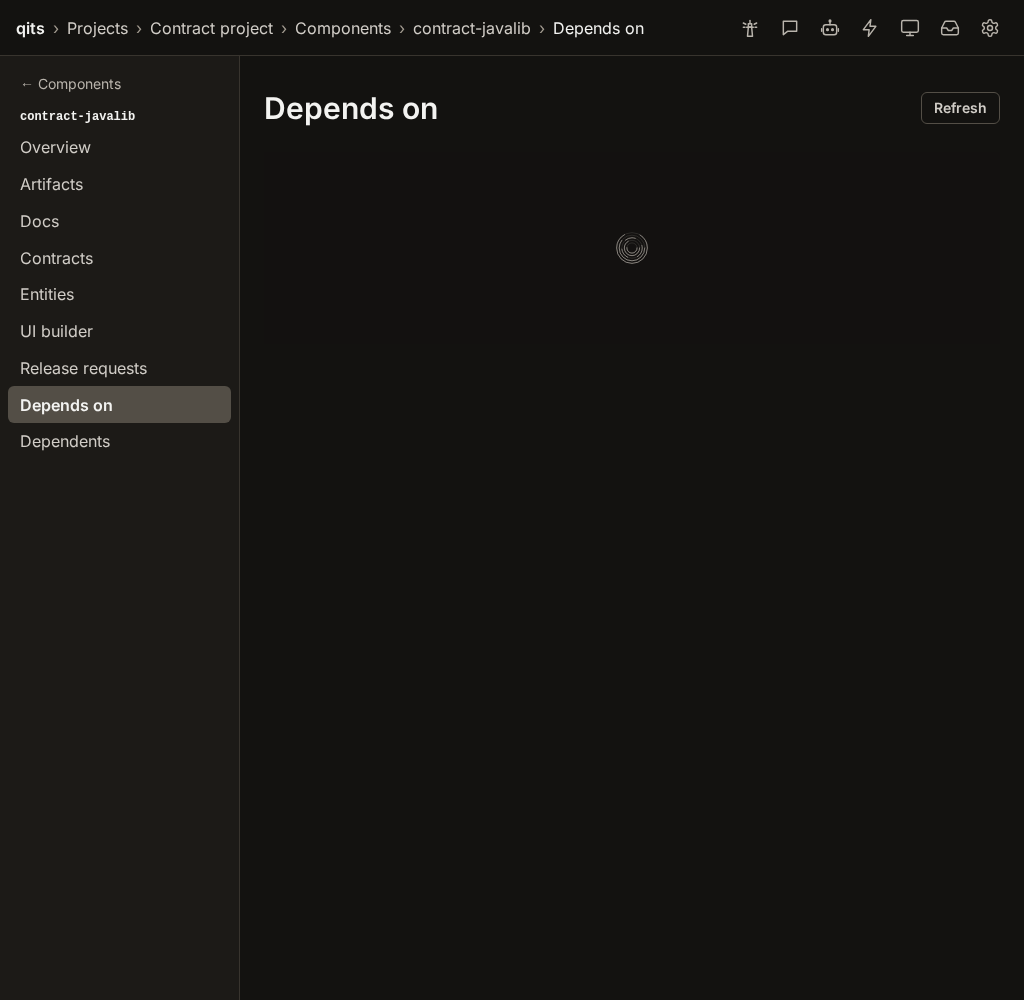 qits › Projects › Contract project › Components › contract-javalib › Depends on
← Components
contract-javalib
Overview
Artifacts
Docs
Contracts
Entities
UI builder
Release requests
Depends on
Dependents
Depends on
Refresh